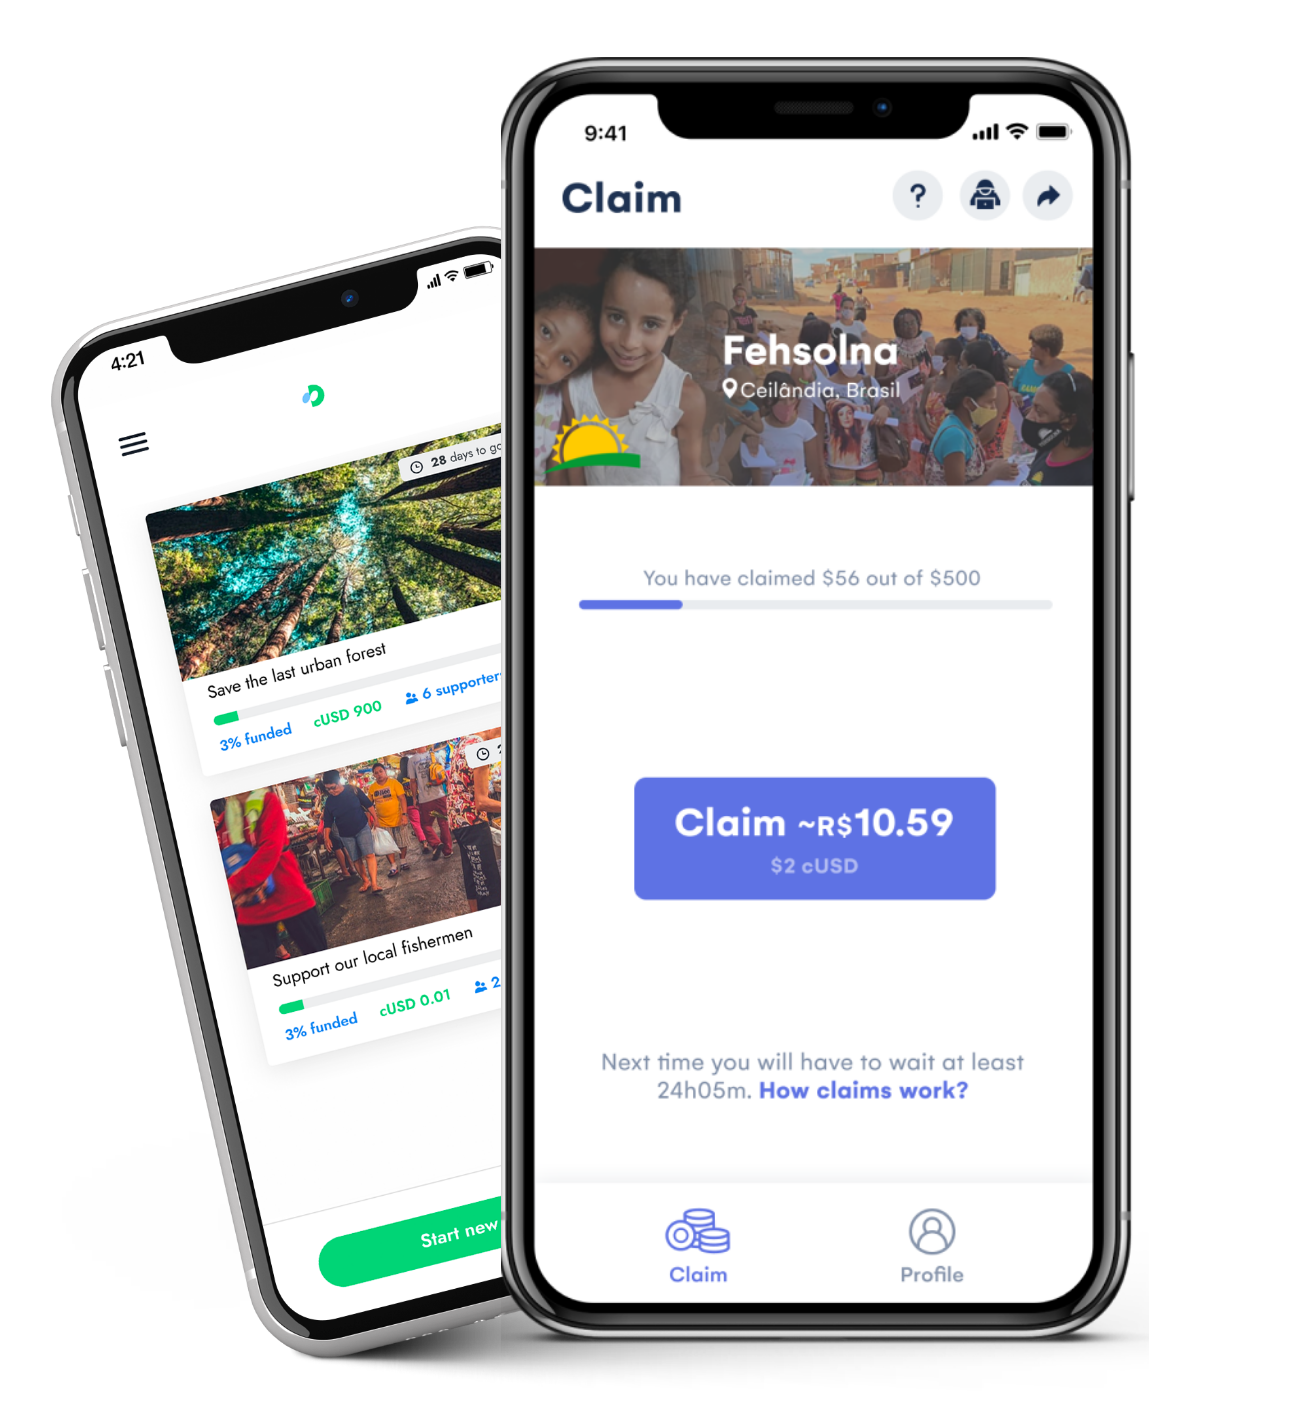 4:21
28 days to go
Save the last urban forest
3% funded cUSD 900 6 supporters
Support our local fishermen
3% funded cUSD 0.01 2
Start new
9:41
Claim
?
Fehsolna
Ceilândia, Brasil
You have claimed $56 out of $500
Claim ~R$10.59
$2 cUSD
Next time you will have to wait at least
24h05m. How claims work?
Claim Profile